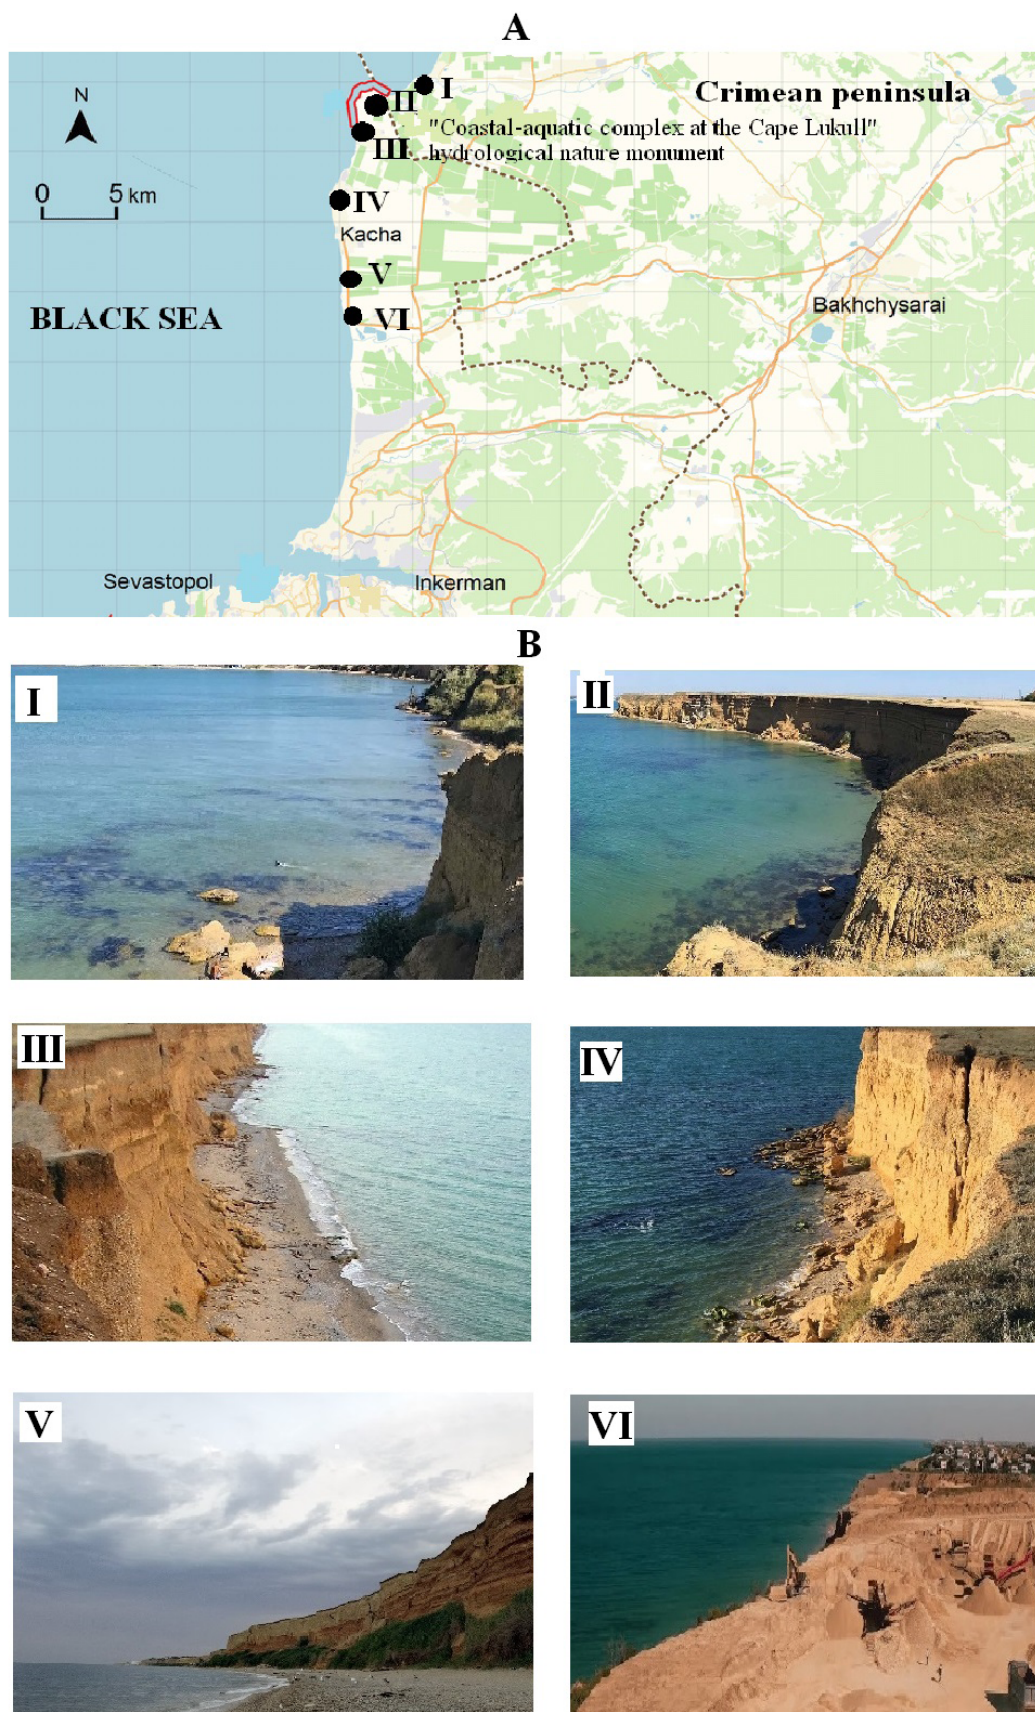 A
N
I
Crimean peninsula
II
"Coastal-aquatic complex at the Cape Lukull"
III
hydrological nature monument
0 5 km
IV
Kacha
V
BLACK SEA
VI
Bakhchysarai
Sevastopol
Inkerman
B
I
II
III
IV
V
VI